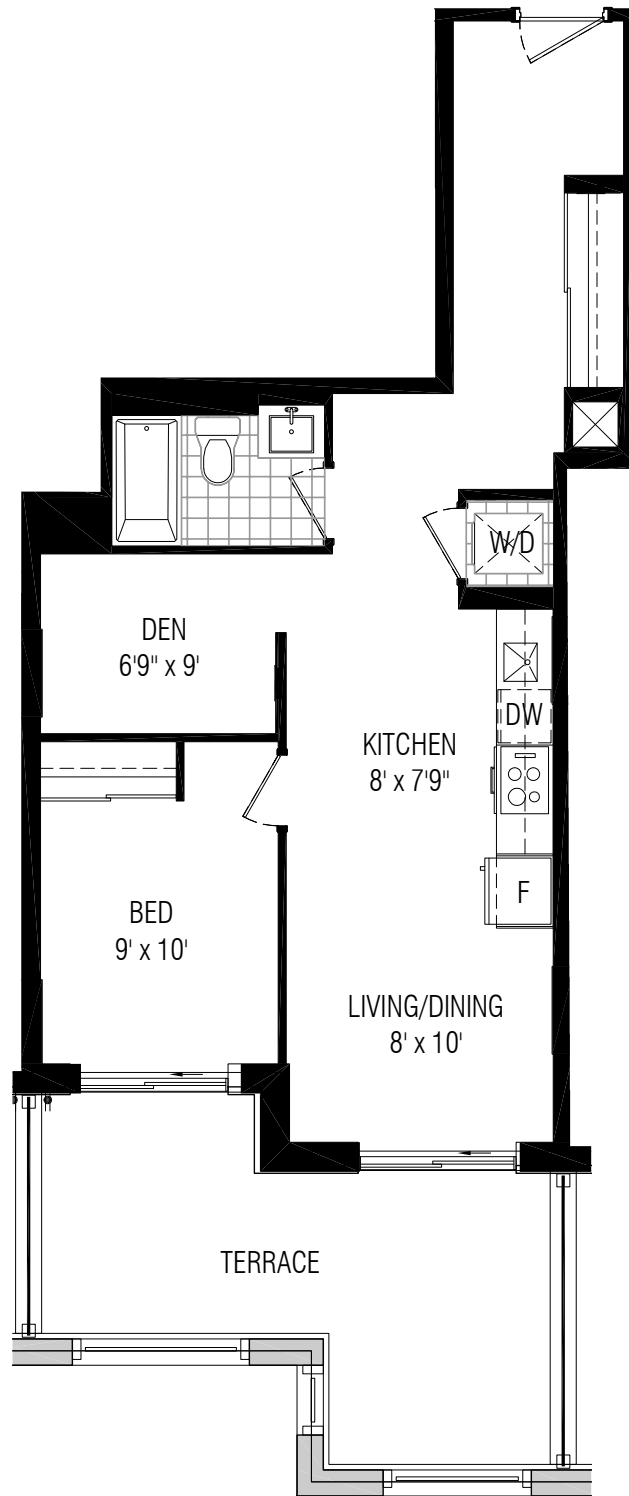 W/D
DEN
6'9" x 9'
DW
KITCHEN
8' x 7'9"
F
BED
9' x 10'
LIVING/DINING
8' x 10'
TERRACE